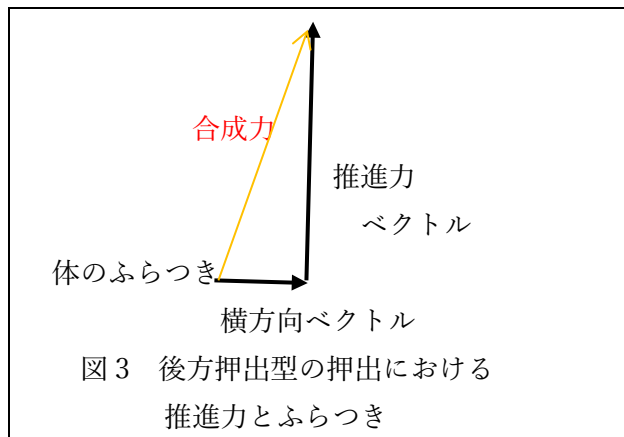 合成力
推進力
ベクトル
体のふらつき
横方向ベクトル
図３　後方押出型の押出における
推進力とふらつき